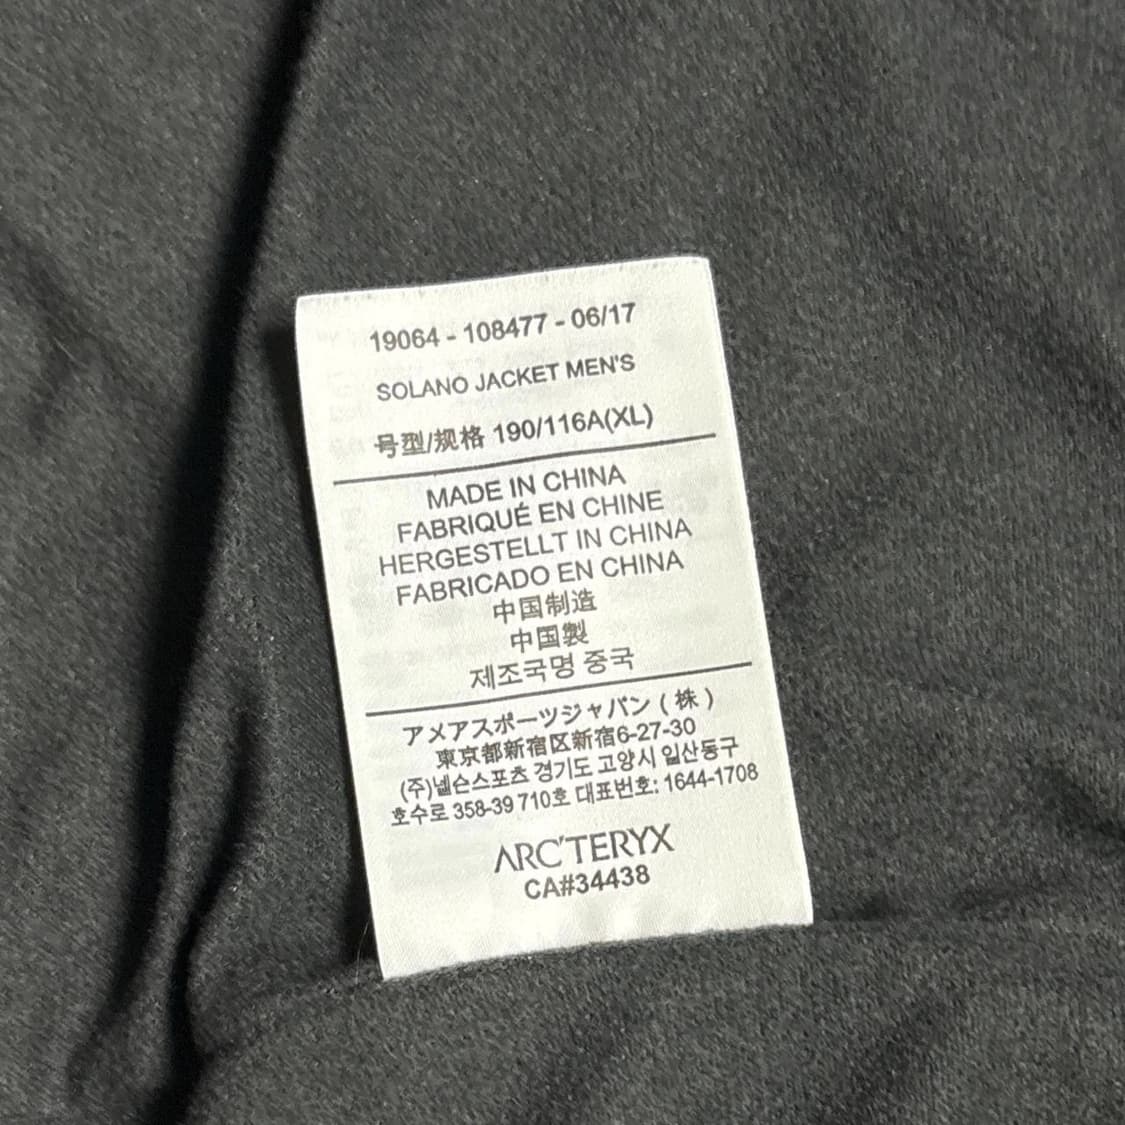 19064 - 108477 - 06/17
SOLANO JACKET MEN'S
号型/规格 190/116A(XL)
MADE IN CHINA
FABRIQUÉ EN CHINE
HERGESTELLT IN CHINA
FABRICADO EN CHINA
中国制造
中国製
제조국명 중국
アメアスポーツジャパン ( 株 )
東京都新宿区新宿6-27-30
(주)넬슨스포츠 경기도 고양시 일산동구
호수로 358-39 710호 대표번호: 1644-1708
ARC'TERYX
CA#34438